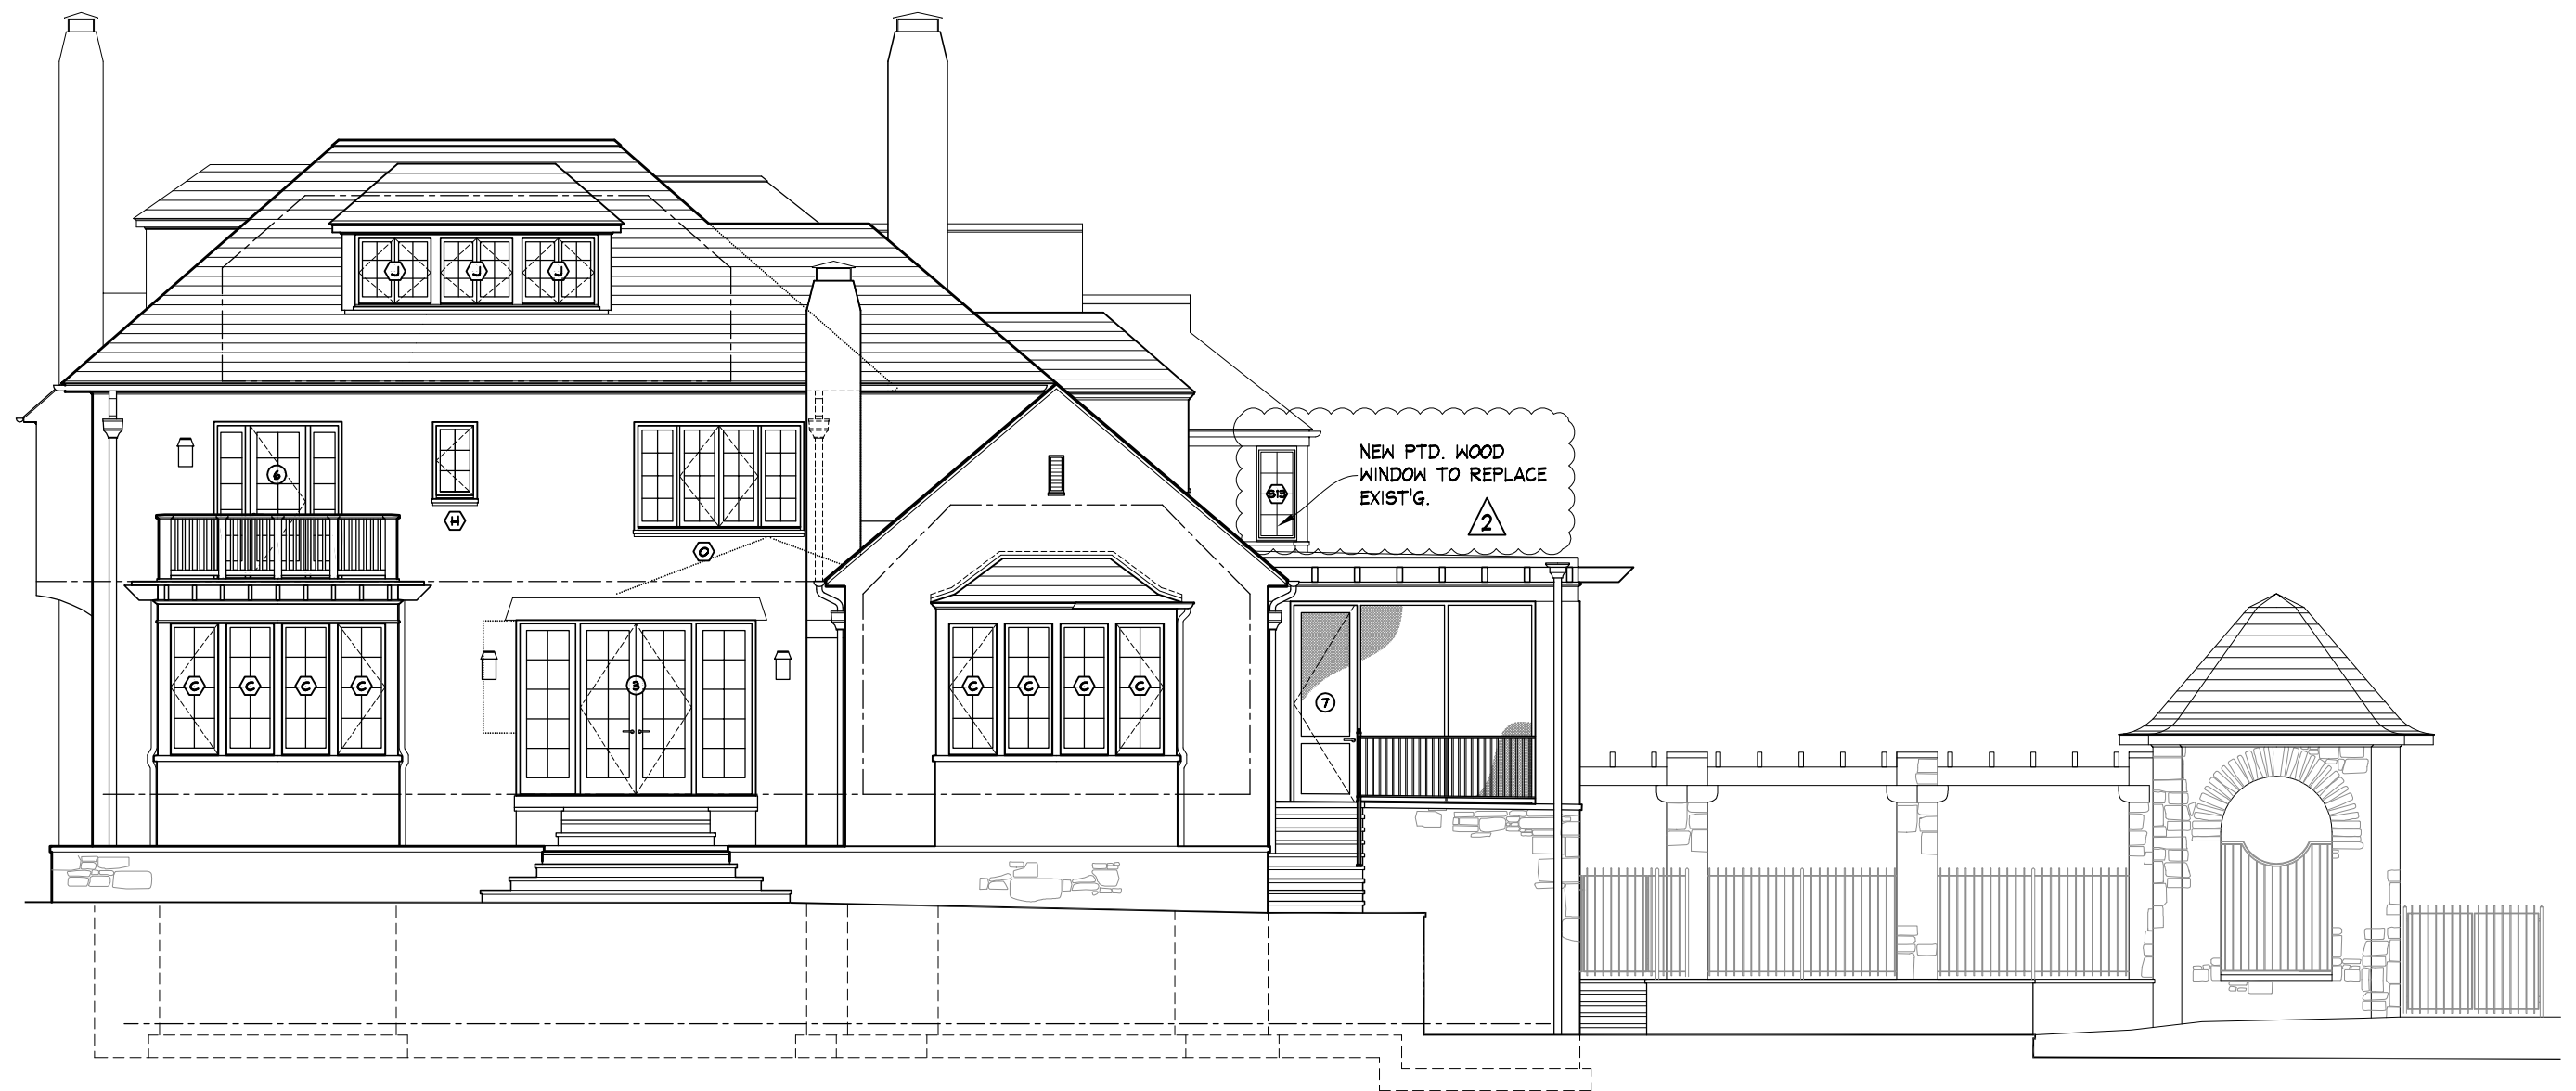 J J J
NEW PTD. WOOD
WINDOW TO REPLACE
EXIST'G.
2
6
H
O
C C C C
3
C C C C
7